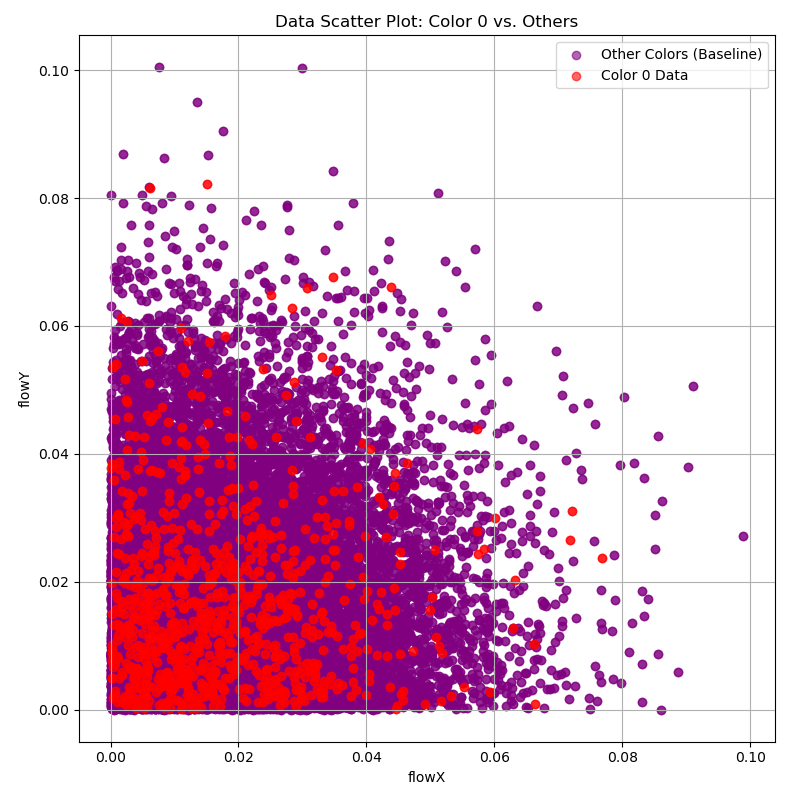 Data Scatter Plot: Color 0 vs. Others
Other Colors (Baseline)
Color 0 Data
0.10
0.08
0.06
0.04
0.02
0.00
flowY
0.00 0.02 0.04 0.06 0.08 0.10
flowX